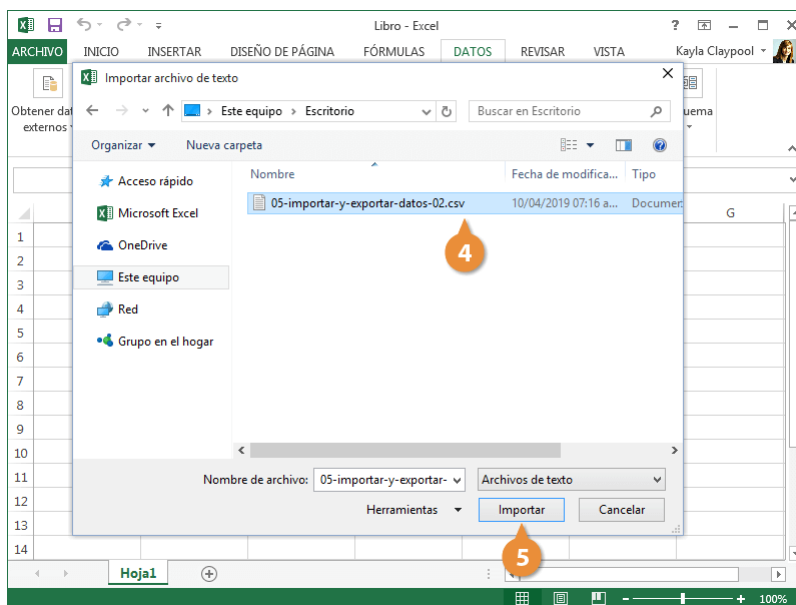 Libro - Excel
ARCHIVO INICIO INSERTAR DISEÑO DE PÁGINA FÓRMULAS DATOS REVISAR VISTA Kayla Claypool
Importar archivo de texto
Obtener dat
externos
uema
Este equipo > Escritorio
Buscar en Escritorio
Organizar Nueva carpeta
Nombre Fecha de modifica... Tipo
05-importar-y-exportar-datos-02.csv 10/04/2019 07:16 a... Documen
4
Acceso rápido
Microsoft Excel
OneDrive
Este equipo
Red
Grupo en el hogar
G
1
2
3
4
5
6
7
8
9
10
11
12
13
14
Nombre de archivo: 05-importar-y-exportar- Archivos de texto
Herramientas Importar Cancelar
5
Hoja1
100%